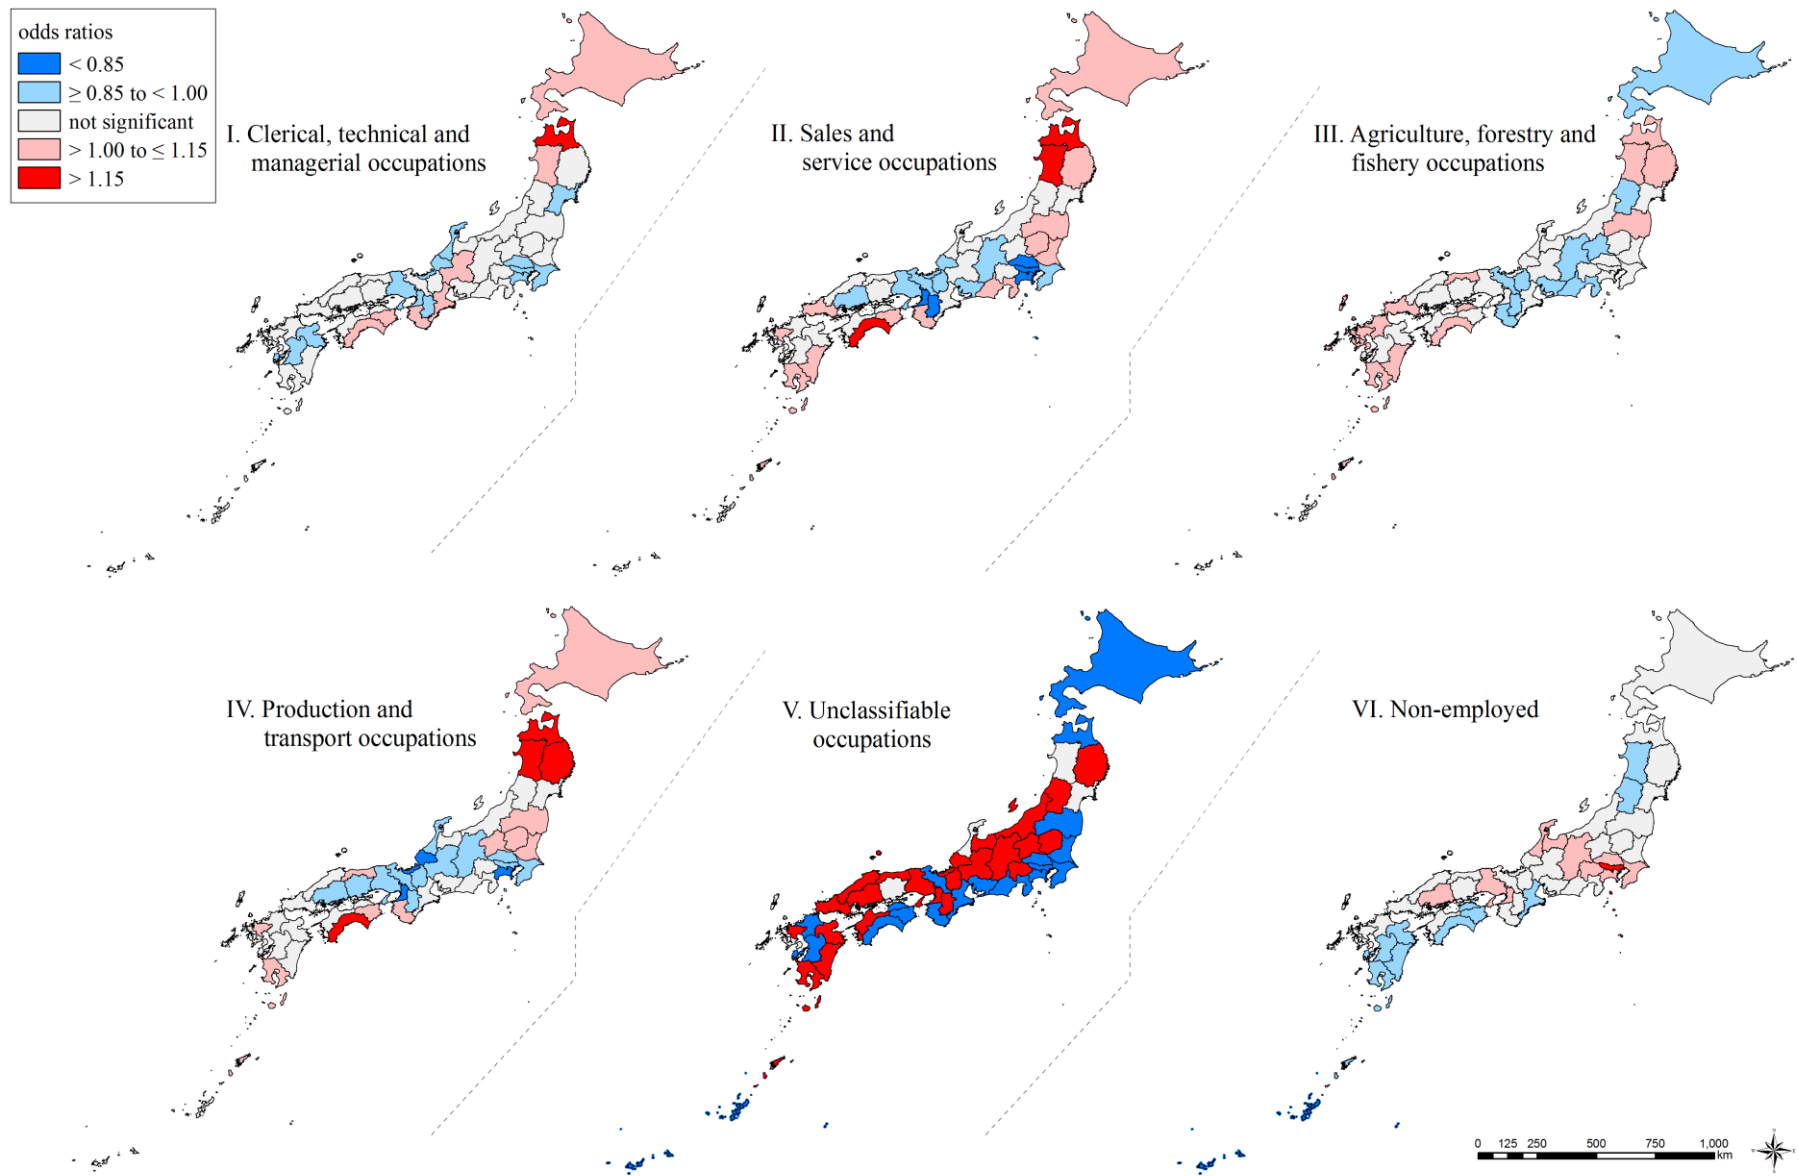 odds ratios
< 0.85
≥ 0.85 to < 1.00
not significant
> 1.00 to ≤ 1.15
> 1.15
I. Clerical, technical and
managerial occupations
II. Sales and
service occupations
III. Agriculture, forestry and
fishery occupations
IV. Production and
transport occupations
V. Unclassifiable
occupations
VI. Non-employed
0 125 250 500 750 1,000
km